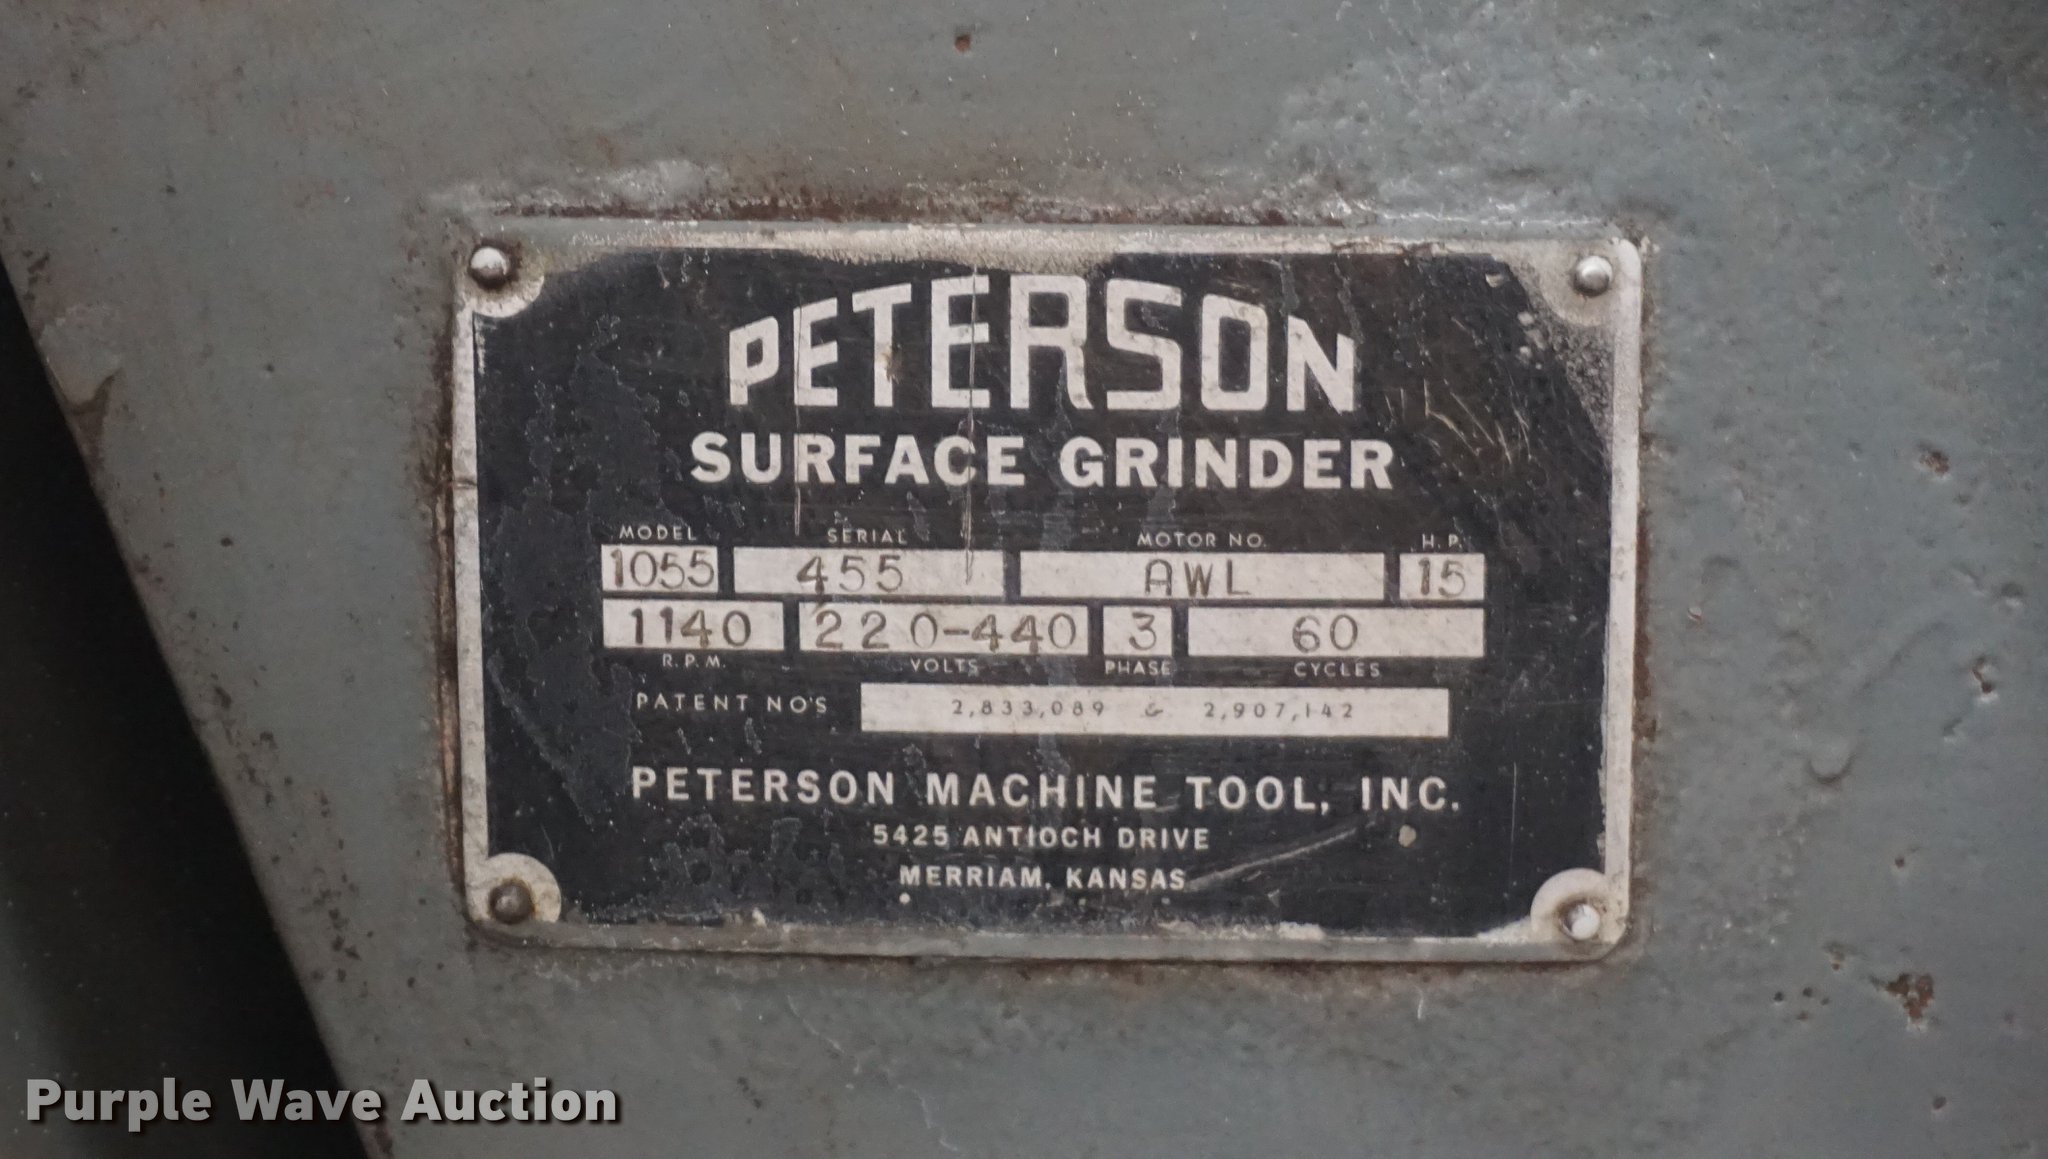 PETERSON
SURFACE GRINDER
MODEL SERIAL MOTOR NO. H.P.
1055 455 AWL 15
1140 220-440 3 60
R.P.M. VOLTS PHASE CYCLES
PATENT NO'S 2,833,089 & 2,907,142
PETERSON MACHINE TOOL, INC.
5425 ANTIOCH DRIVE
MERRIAM, KANSAS
Purple Wave Auction